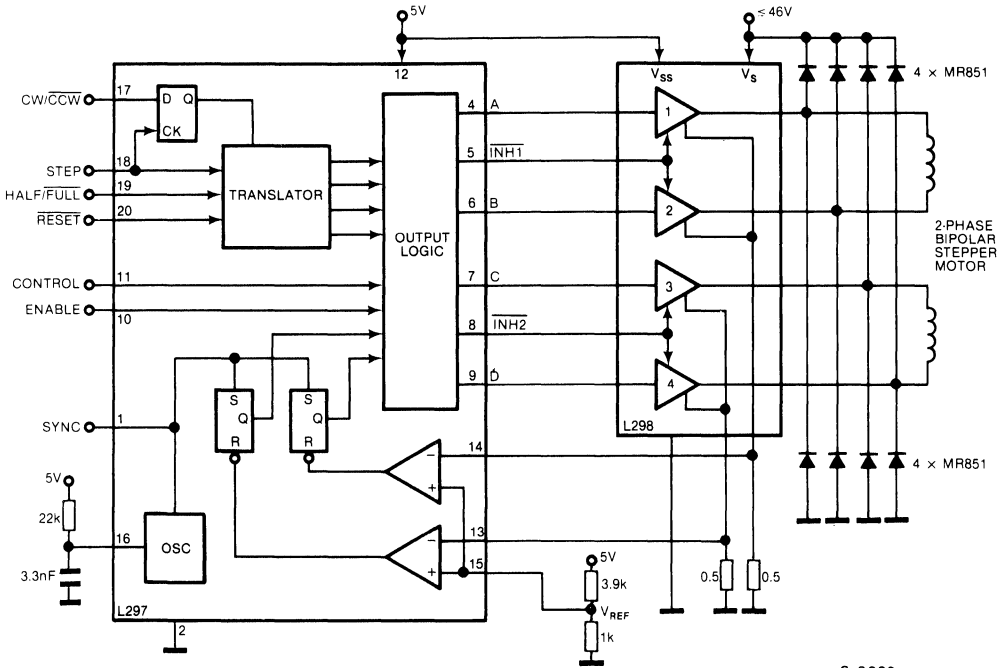 5V
≤ 46V
12
VSS
VS
4 × MR851
CW/CCW
17
D Q
CK
4 A
1
STEP
18
5 INH1
HALF/FULL
19
TRANSLATOR
RESET
20
6 B
2
OUTPUT
LOGIC
2-PHASE
BIPOLAR
STEPPER
MOTOR
CONTROL
11
7 C
3
ENABLE
10
8 INH2
S
Q
R
S
Q
R
9 D
4
L298
SYNC
1
14
-
+
4 × MR851
5V
22k
16
OSC
3.3nF
13
-
15
+
5V
3.9k
VREF
1k
0.5
0.5
L297
2